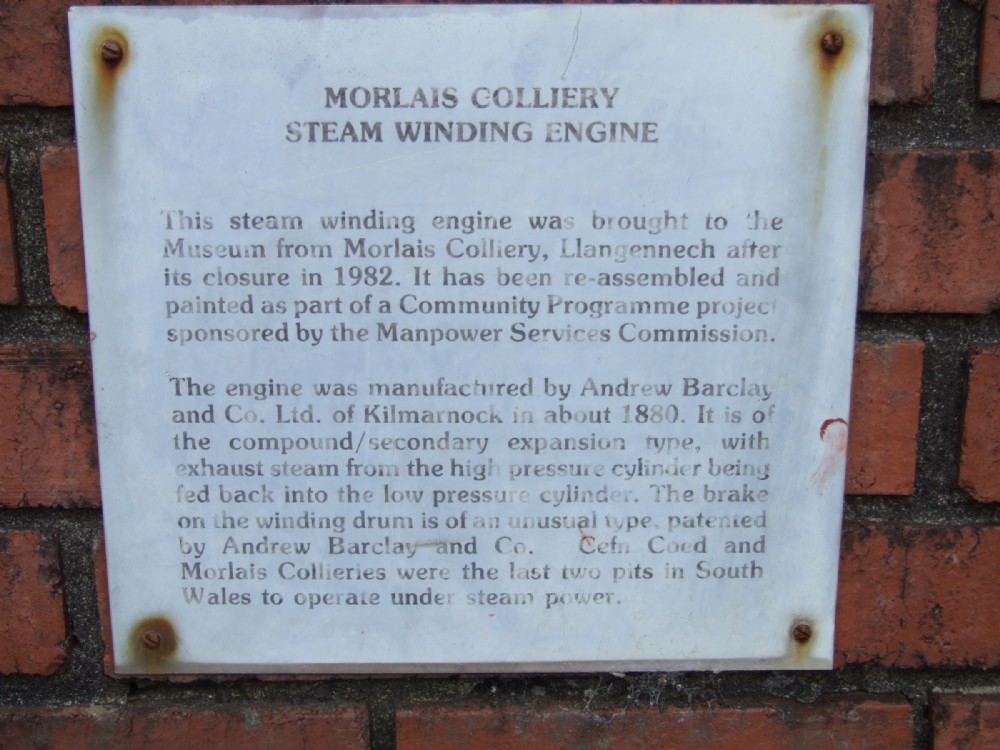 MORLAIS COLLIERY
STEAM WINDING ENGINE
This steam winding engine was brought to the
Museum from Morlais Colliery, Llangennech after
its closure in 1982. It has been re-assembled and
painted as part of a Community Programme project
sponsored by the Manpower Services Commission.
The engine was manufactured by Andrew Barclay
and Co. Ltd. of Kilmarnock in about 1880. It is of
the compound/secondary expansion type, with
exhaust steam from the high pressure cylinder being
fed back into the low pressure cylinder. The brake
on the winding drum is of an unusual type, patented
by Andrew Barclay and Co. Cefn Coed and
Morlais Collieries were the last two pits in South
Wales to operate under steam power.